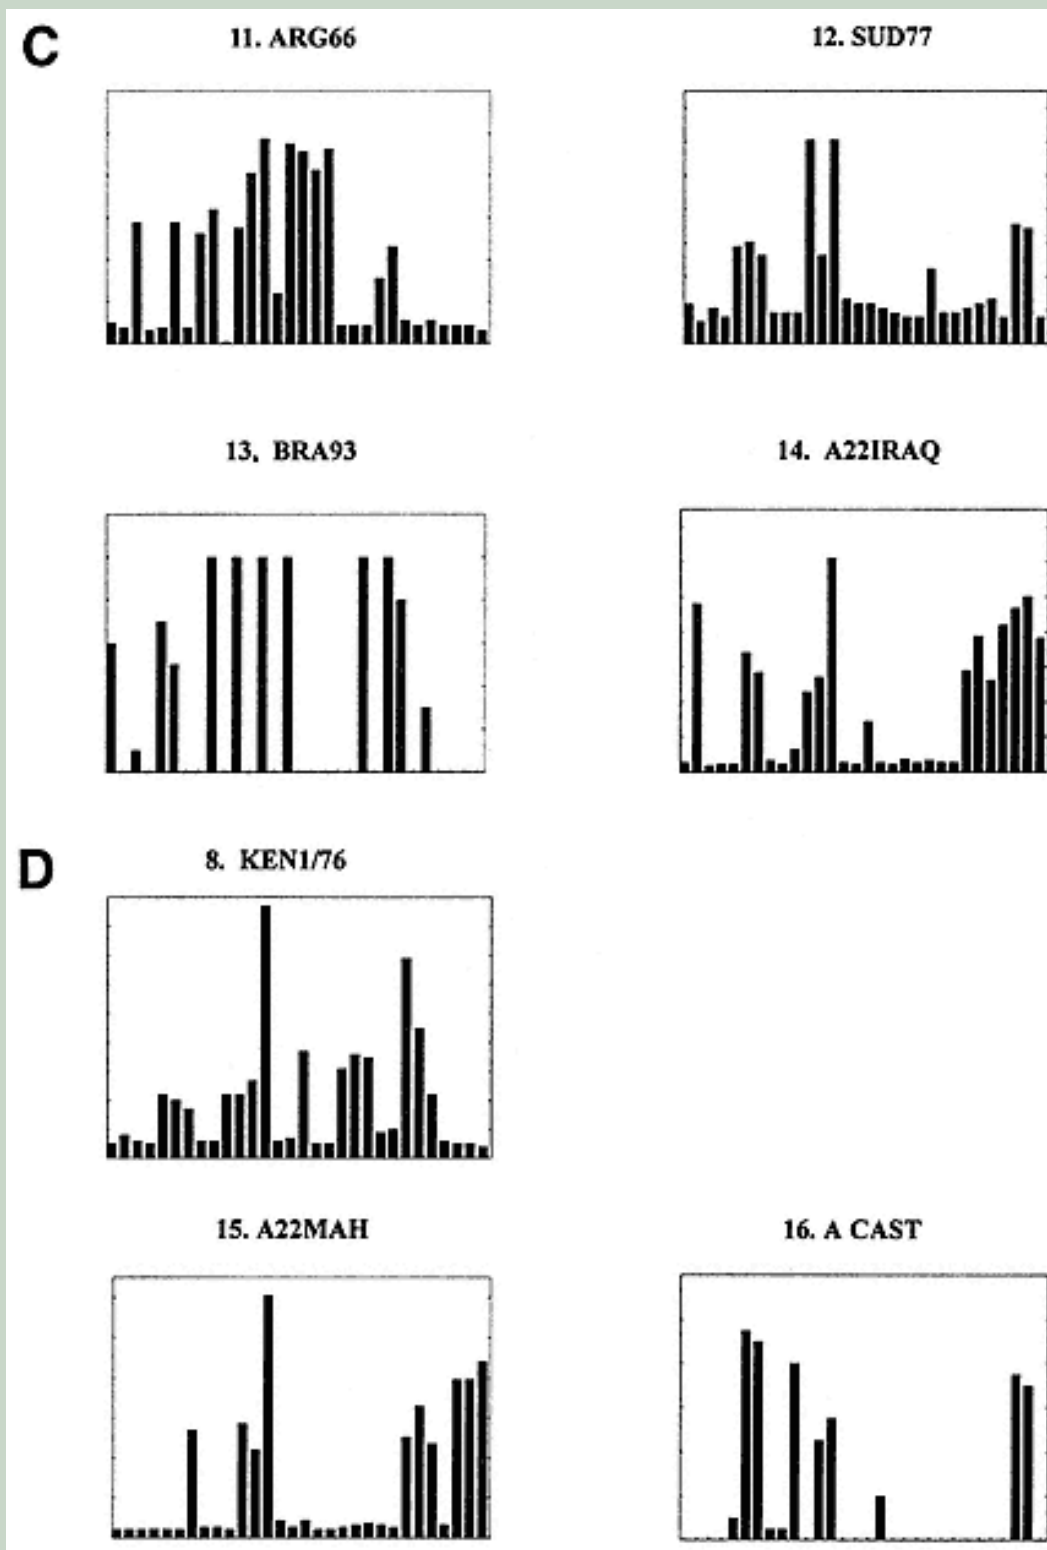 C
11. ARG66
12. SUD77
13. BRA93
14. A22IRAQ
D
8. KEN1/76
15. A22MAH
16. A CAST